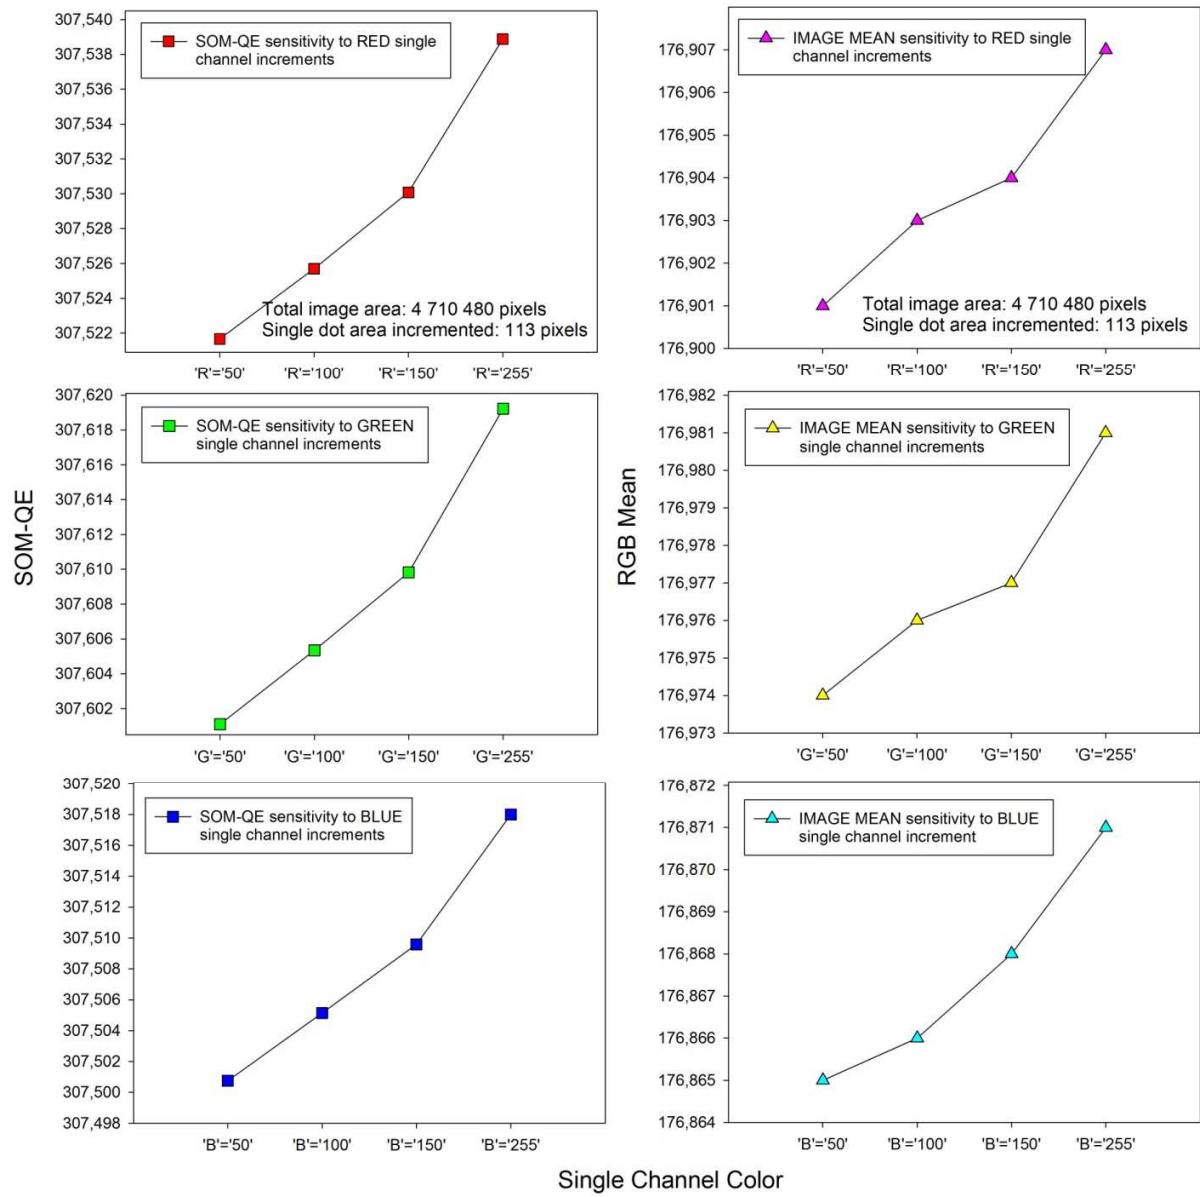 SOM-QE sensitivity to RED single
channel increments
307,540
307,538
307,536
307,534
307,532
307,530
307,528
307,526
307,524
307,522
Total image area: 4 710 480 pixels
Single dot area incremented: 113 pixels
'R'='50' 'R'='100' 'R'='150' 'R'='255'
IMAGE MEAN sensitivity to RED single
channel increments
176,907
176,906
176,905
176,904
176,903
176,902
176,901
176,900
Total image area: 4 710 480 pixels
Single dot area incremented: 113 pixels
'R'='50' 'R'='100' 'R'='150' 'R'='255'
SOM-QE
SOM-QE sensitivity to GREEN
single channel increments
307,620
307,618
307,616
307,614
307,612
307,610
307,608
307,606
307,604
307,602
'G'='50' 'G'='100' 'G'='150' 'G'='255'
RGB Mean
IMAGE MEAN sensitivity to GREEN
single channel increments
176,982
176,981
176,980
176,979
176,978
176,977
176,976
176,975
176,974
176,973
'G'='50' 'G'='100' 'G'='150' 'G'='255'
SOM-QE sensitivity to BLUE
single channel increments
307,520
307,518
307,516
307,514
307,512
307,510
307,508
307,506
307,504
307,502
307,500
307,498
'B'='50' 'B'='100' 'B'='150' 'B'='255'
IMAGE MEAN sensitivity to BLUE
single channel increment
176,872
176,871
176,870
176,869
176,868
176,867
176,866
176,865
176,864
'B'='50' 'B'='100' 'B'='150' 'B'='255'
Single Channel Color